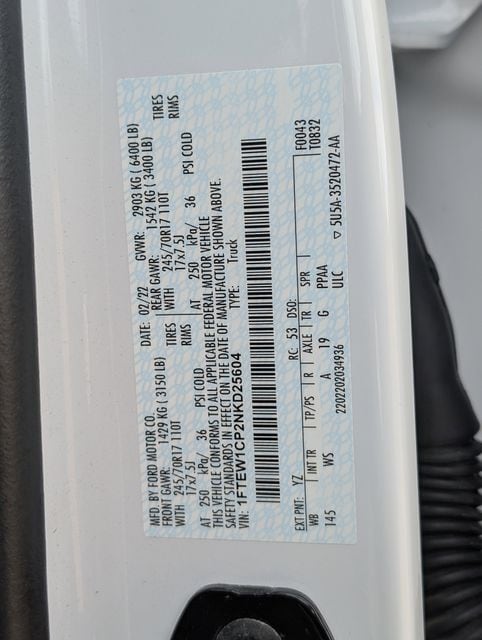 MFD. BY FORD MOTOR CO. DATE: 02/22 GVWR: 2903 KG ( 6400 LB)
FRONT GAWR: 1429 KG ( 3150 LB) REAR GAWR: 1542 KG ( 3400 LB)
WITH 245/70R17 110T TIRES WITH 245/70R17 110T TIRES
17x7.5J RIMS 17x7.5J RIMS
AT 250 kPa/ 36 PSI COLD AT 250 kPa/ 36 PSI COLD
THIS VEHICLE CONFORMS TO ALL APPLICABLE FEDERAL MOTOR VEHICLE
SAFETY STANDARDS IN EFFECT ON THE DATE OF MANUFACTURE SHOWN ABOVE.
VIN: 1FTEW1CP2NKD25604 TYPE: Truck
EXT PNT: YZ RC: 53 DSO: F0043
WB INT TR TP/PS R AXLE TR SPR T0832
145 WS A 19 G PPAA
2202202034936 ULC ▽ 5U5A-3520472-AA